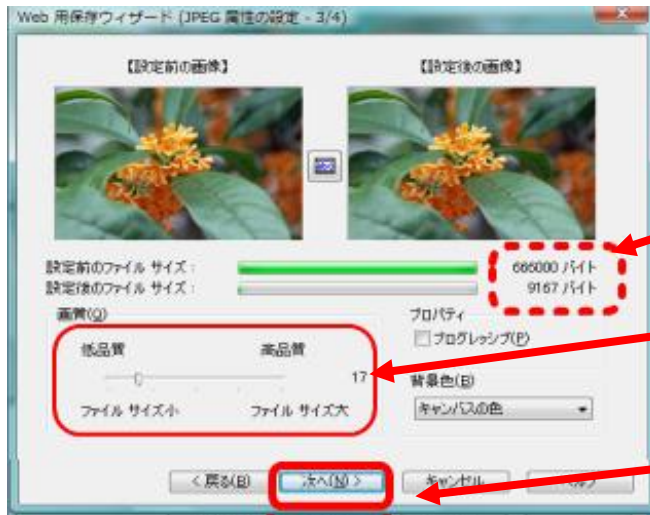 Web 用保存ウィザード (JPEG 属性の設定 - 3/4)
【設定前の画像】
【設定後の画像】
設定前のファイル サイズ :
666000 バイト
設定後のファイル サイズ :
9167 バイト
画質(Q)
低品質
高品質
17
ファイル サイズ小
ファイル サイズ大
プロパティ
プログレッシブ(P)
背景色(B)
キャンバスの色
< 戻る(B)
次へ(N) >
キャンセル